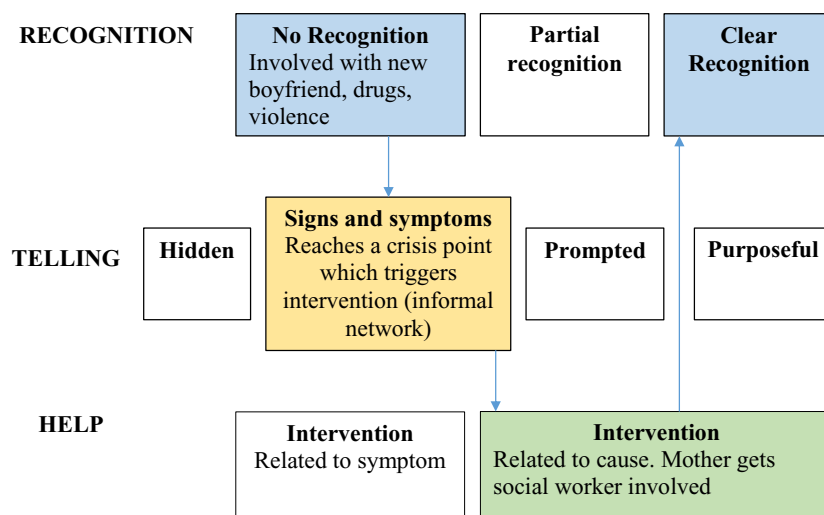 RECOGNITION
No Recognition
Involved with new
boyfriend, drugs,
violence
Partial
recognition
Clear
Recognition
TELLING
Hidden
Signs and symptoms
Reaches a crisis point
which triggers
intervention (informal
network)
Prompted
Purposeful
HELP
Intervention
Related to symptom
Intervention
Related to cause. Mother gets
social worker involved